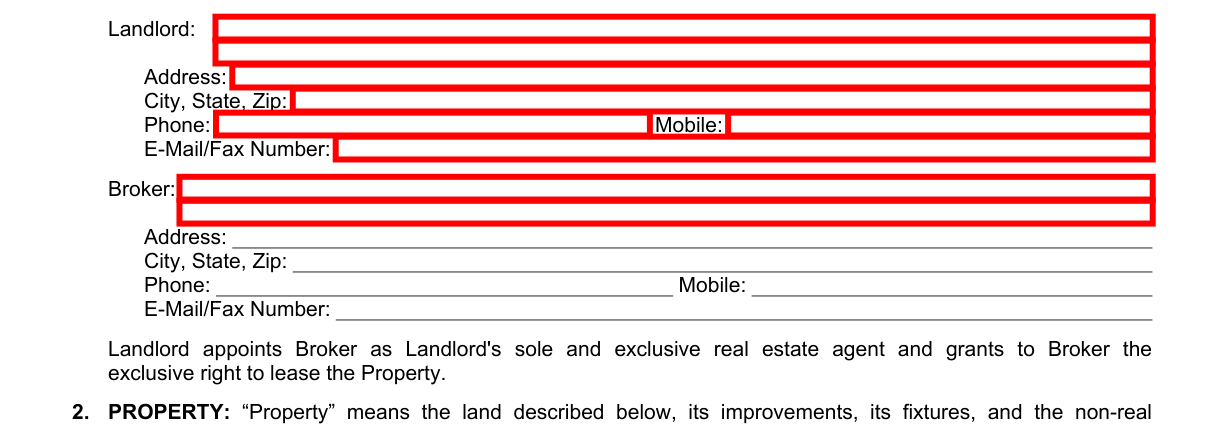 Landlord:
Address:
City, State, Zip:
Phone: Mobile:
E-Mail/Fax Number:
Broker:
Address:
City, State, Zip:
Phone: Mobile:
E-Mail/Fax Number:
Landlord appoints Broker as Landlord's sole and exclusive real estate agent and grants to Broker the
exclusive right to lease the Property.
2. PROPERTY: “Property” means the land described below, its improvements, its fixtures, and the non-real